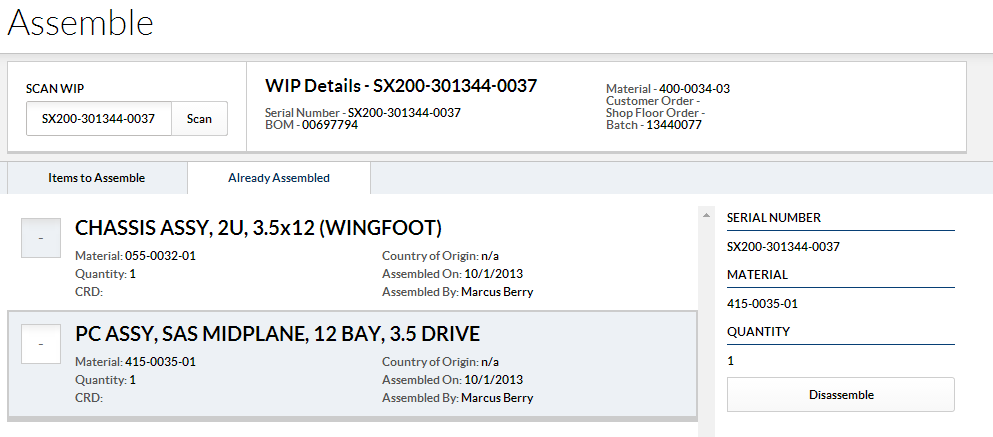 Assemble
SCAN WIP
SX200-301344-0037 Scan
WIP Details - SX200-301344-0037
Serial Number - SX200-301344-0037
BOM - 00697794
Material - 400-0034-03
Customer Order -
Shop Floor Order -
Batch - 13440077
Items to Assemble Already Assembled
- CHASSIS ASSY, 2U, 3.5x12 (WINGFOOT)
Material: 055-0032-01 Country of Origin: n/a
Quantity: 1 Assembled On: 10/1/2013
CRD: Assembled By: Marcus Berry
- PC ASSY, SAS MIDPLANE, 12 BAY, 3.5 DRIVE
Material: 415-0035-01 Country of Origin: n/a
Quantity: 1 Assembled On: 10/1/2013
CRD: Assembled By: Marcus Berry
SERIAL NUMBER
SX200-301344-0037
MATERIAL
415-0035-01
QUANTITY
1
Disassemble